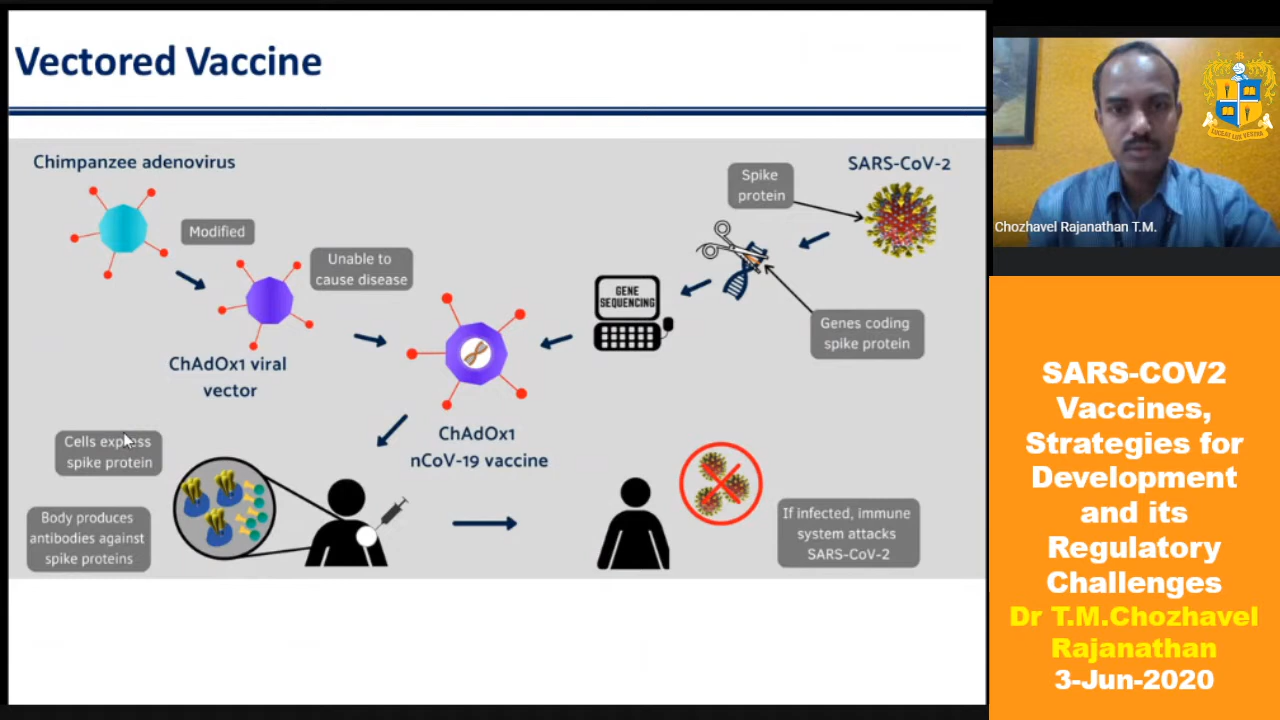 Vectored Vaccine
Chimpanzee adenovirus
Modified
Unable to
cause disease
ChAdOx1 viral
vector
SARS-CoV-2
Spike
protein
GENE
SEQUENCING
Genes coding
spike protein
ChAdOx1
nCoV-19 vaccine
Cells express
spike protein
Body produces
antibodies against
spike proteins
If infected, immune
system attacks
SARS-CoV-2
Chozhavel Rajanathan T.M.
LUCEAT LUX VESTRA
SARS-COV2
Vaccines,
Strategies for
Development
and its
Regulatory
Challenges
Dr T.M.Chozhavel
Rajanathan
3-Jun-2020